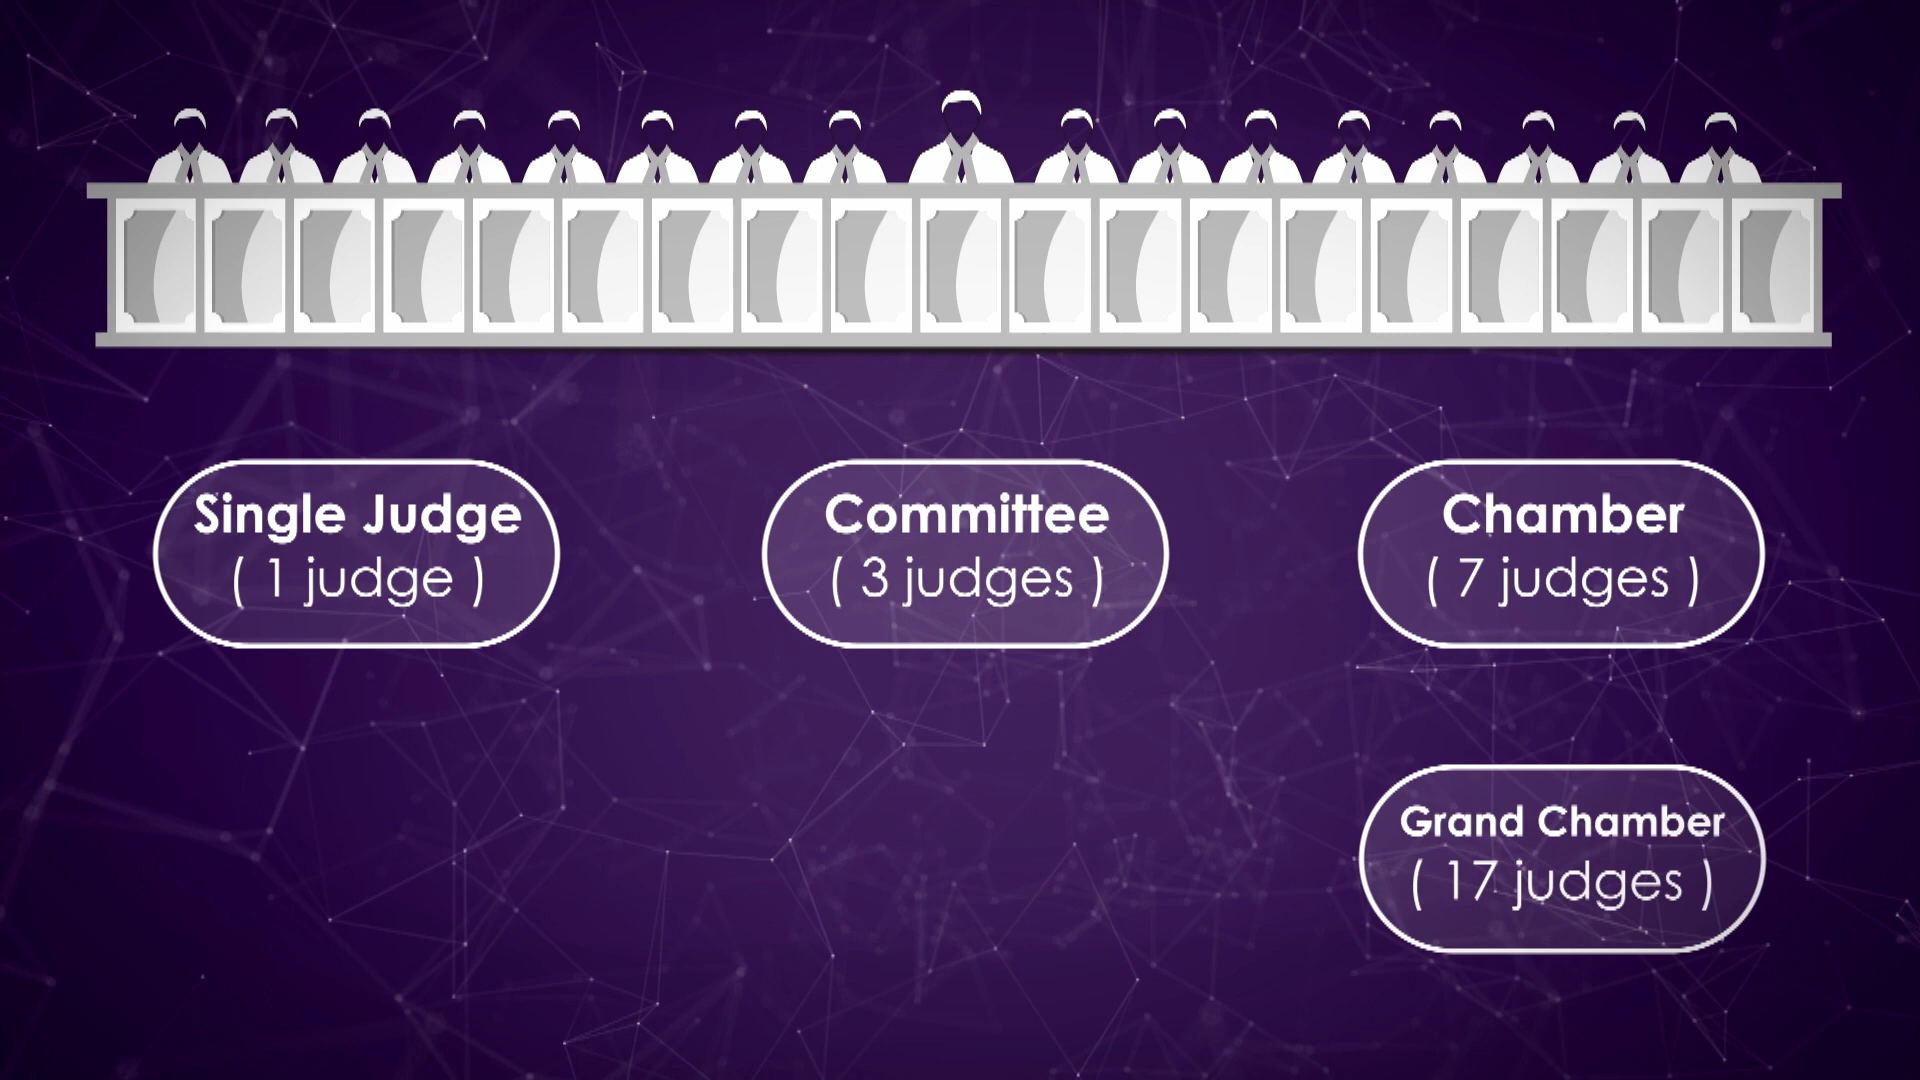 Single Judge
( 1 judge )
Committee
( 3 judges )
Chamber
( 7 judges )
Grand Chamber
( 17 judges )